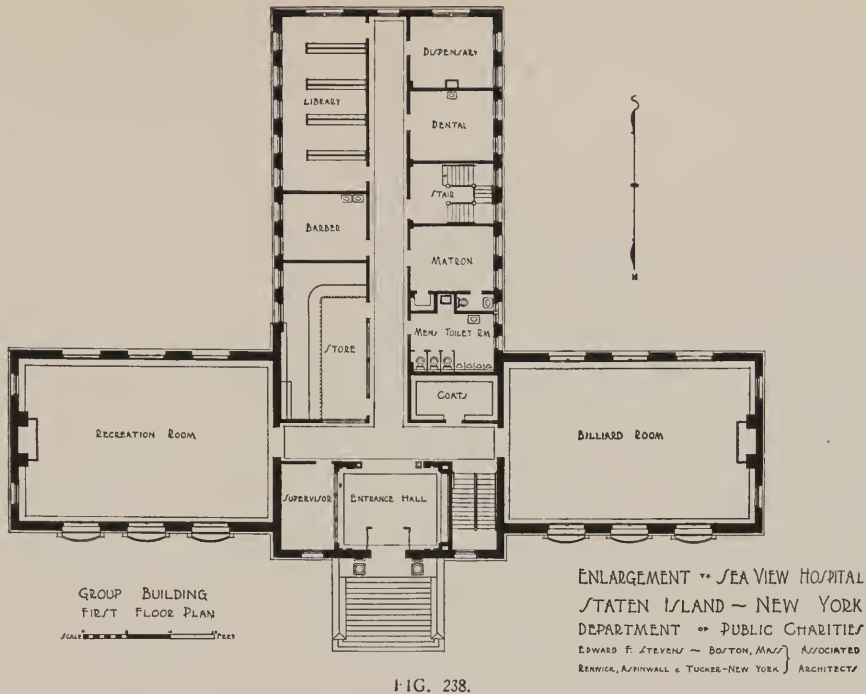 DISPENSARY
LIBRARY
DENTAL
STAIR
BARBER
MATRON
STORE
MENS TOILET RM
COATS
RECREATION ROOM
BILLIARD ROOM
SUPERVISOR
ENTRANCE HALL
S
N
GROUP BUILDING
FIRST FLOOR PLAN
SCALE FEET
ENLARGEMENT TO SEA VIEW HOSPITAL
STATEN ISLAND ~ NEW YORK
DEPARTMENT OF PUBLIC CHARITIES
EDWARD F. STEVENS ~ BOSTON, MASS } ASSOCIATED
RENWICK, ASPINWALL & TUCKER - NEW YORK } ARCHITECTS
FIG. 238.